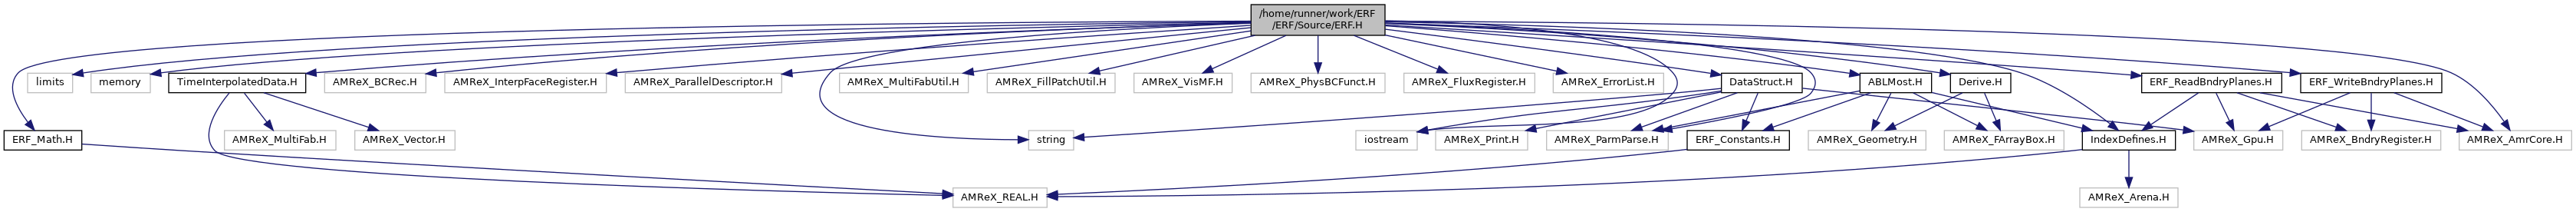 /home/runner/work/ERF
/ERF/Source/ERF.H
limits
memory
TimeInterpolatedData.H
AMReX_BCRec.H
AMReX_InterpFaceRegister.H
AMReX_ParallelDescriptor.H
AMReX_MultiFabUtil.H
AMReX_FillPatchUtil.H
AMReX_VisMF.H
AMReX_PhysBCFunct.H
AMReX_FluxRegister.H
AMReX_ErrorList.H
DataStruct.H
ABLMost.H
Derive.H
ERF_ReadBndryPlanes.H
ERF_WriteBndryPlanes.H
ERF_Math.H
AMReX_MultiFab.H
AMReX_Vector.H
string
iostream
AMReX_Print.H
AMReX_ParmParse.H
ERF_Constants.H
AMReX_Geometry.H
AMReX_FArrayBox.H
IndexDefines.H
AMReX_Gpu.H
AMReX_BndryRegister.H
AMReX_AmrCore.H
AMReX_REAL.H
AMReX_Arena.H